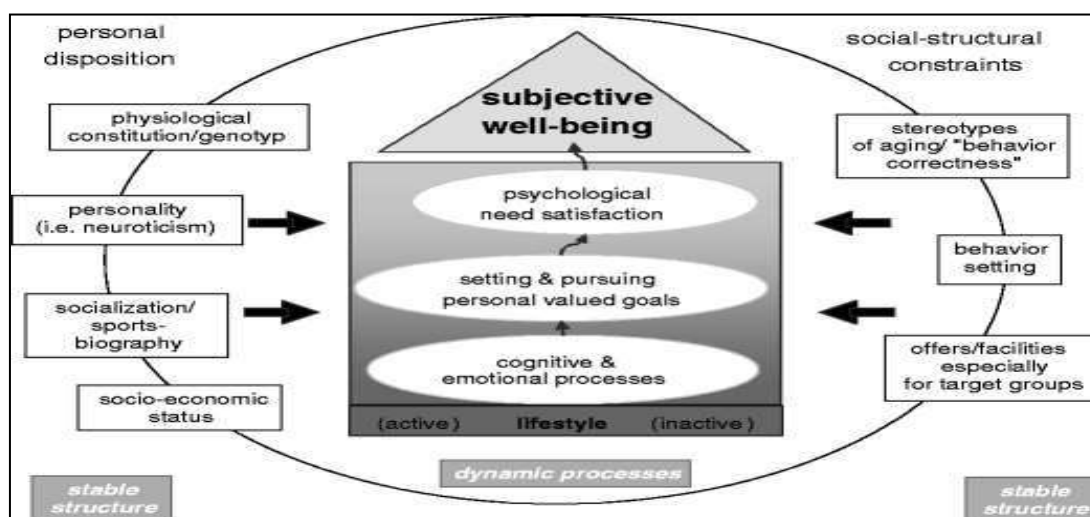 personal
disposition
physiological
constitution/genotyp
personality
(i.e. neuroticism)
socialization/
sports-
biography
socio-economic
status
stable
structure
subjective
well-being
psychological
need satisfaction
setting & pursuing
personal valued goals
cognitive &
emotional processes
(active) lifestyle (inactive)
dynamic processes
social-structural
constraints
stereotypes
of aging/ "behavior
correctness"
behavior
setting
offers/facilities
especially
for target groups
stable
structure